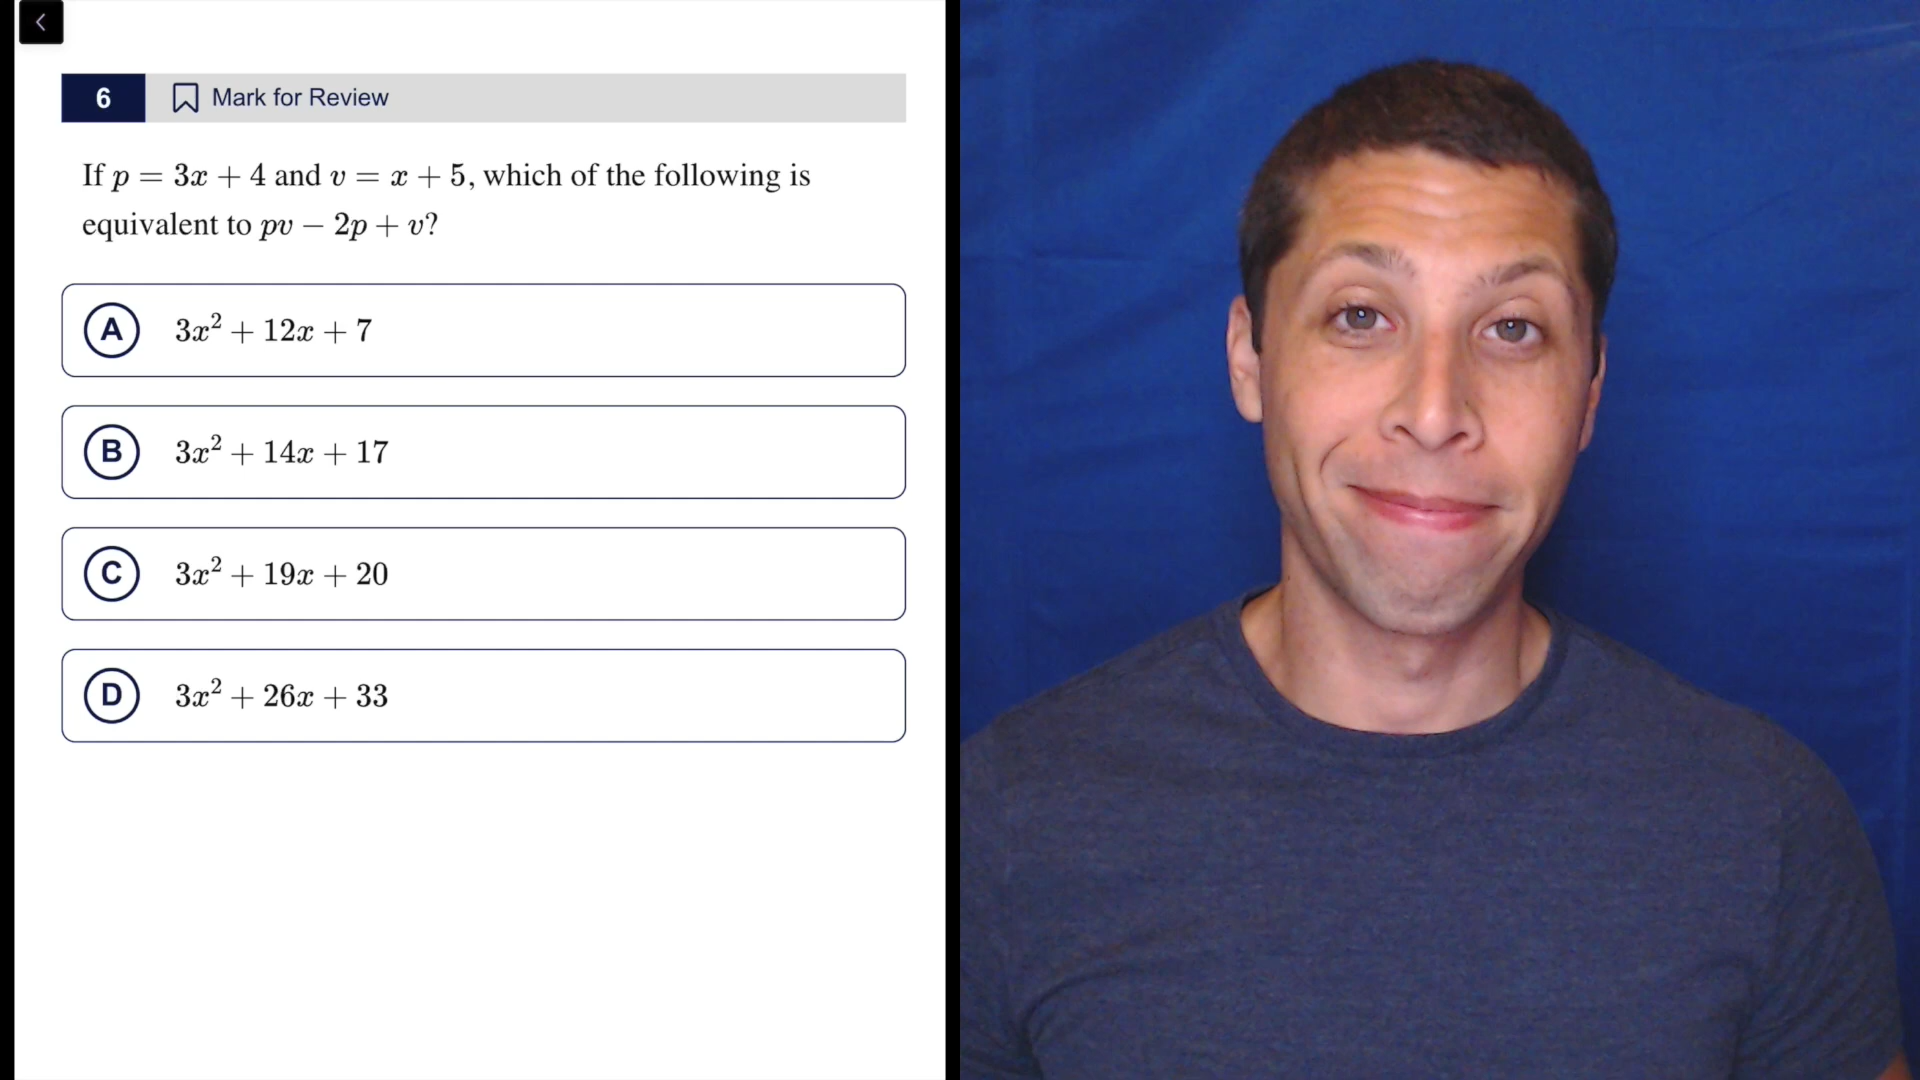 6 Mark for Review
If p = 3x + 4 and v = x + 5, which of the following is
equivalent to pv − 2p + v?
A 3x² + 12x + 7
B 3x² + 14x + 17
C 3x² + 19x + 20
D 3x² + 26x + 33